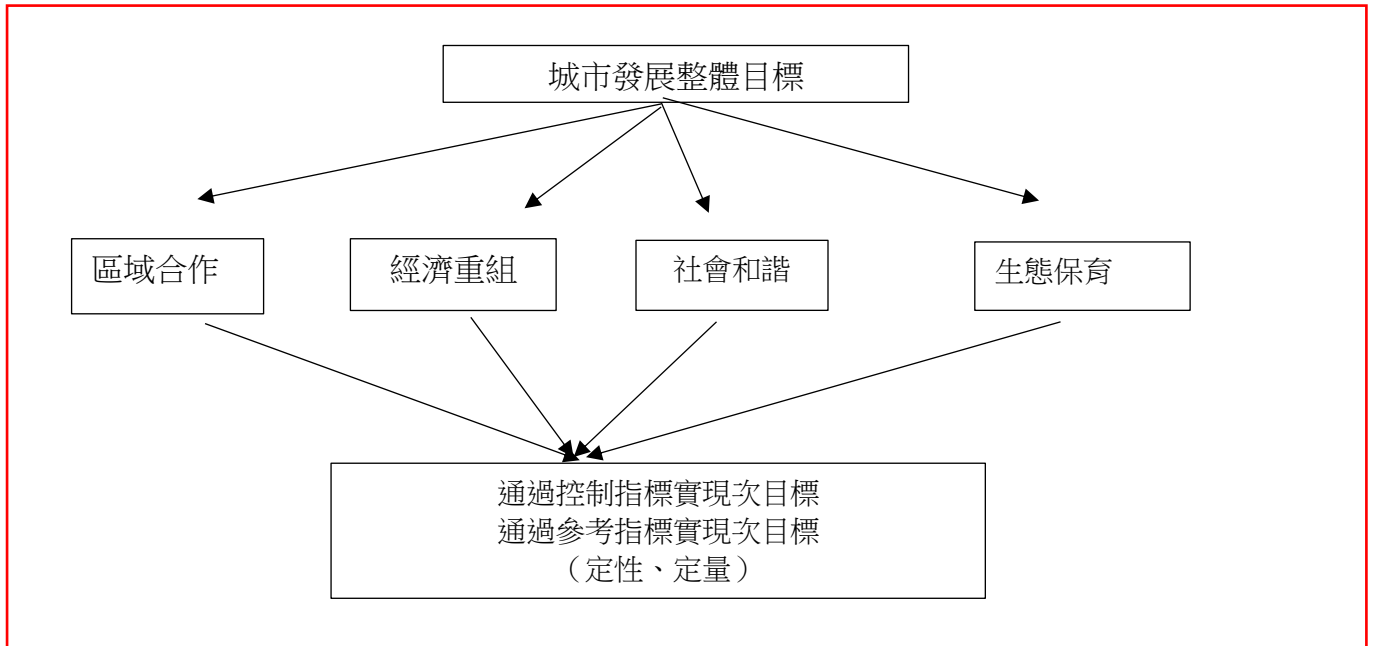 城市發展整體目標
區域合作
經濟重組
社會和諧
生態保育
通過控制指標實現次目標
通過參考指標實現次目標
（定性、定量）